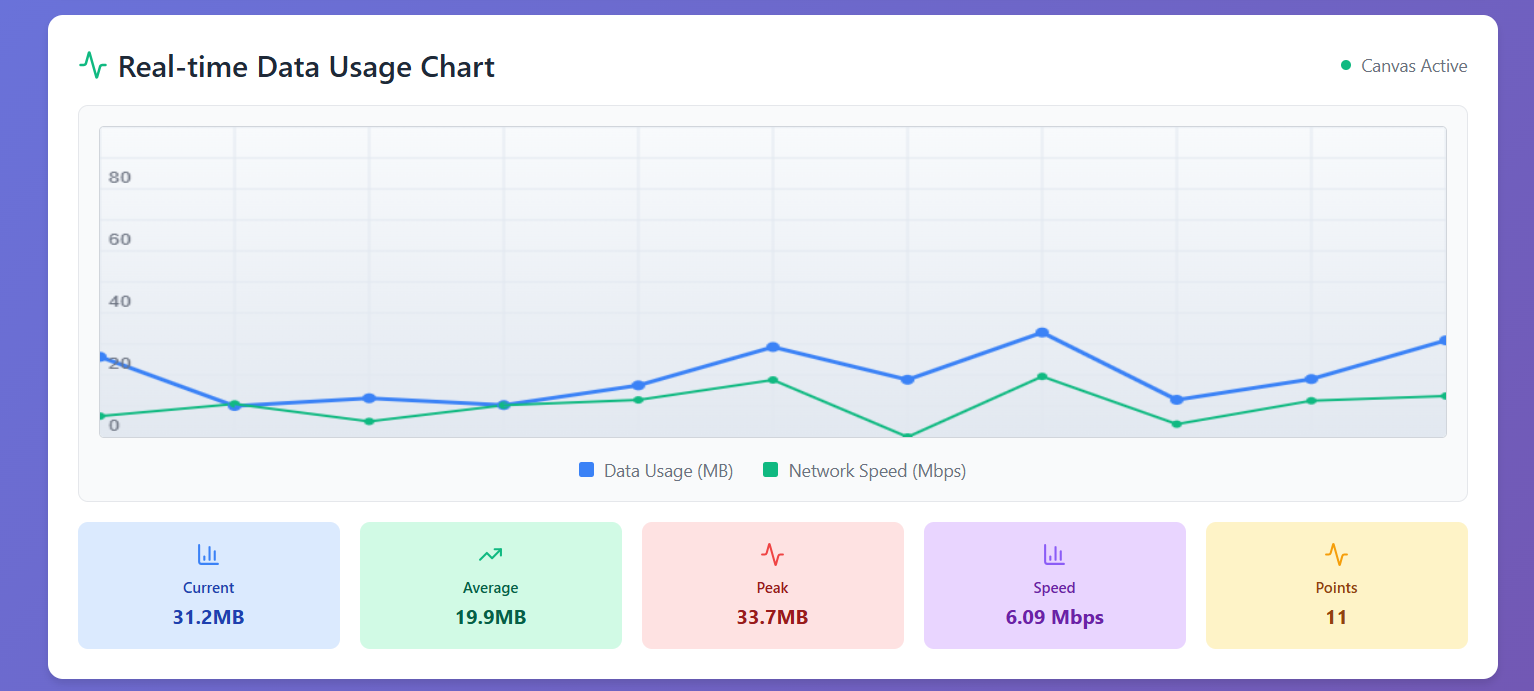 Real-time Data Usage Chart
Canvas Active
80
60
40
20
0
Data Usage (MB)
Network Speed (Mbps)
Current
31.2MB
Average
19.9MB
Peak
33.7MB
Speed
6.09 Mbps
Points
11